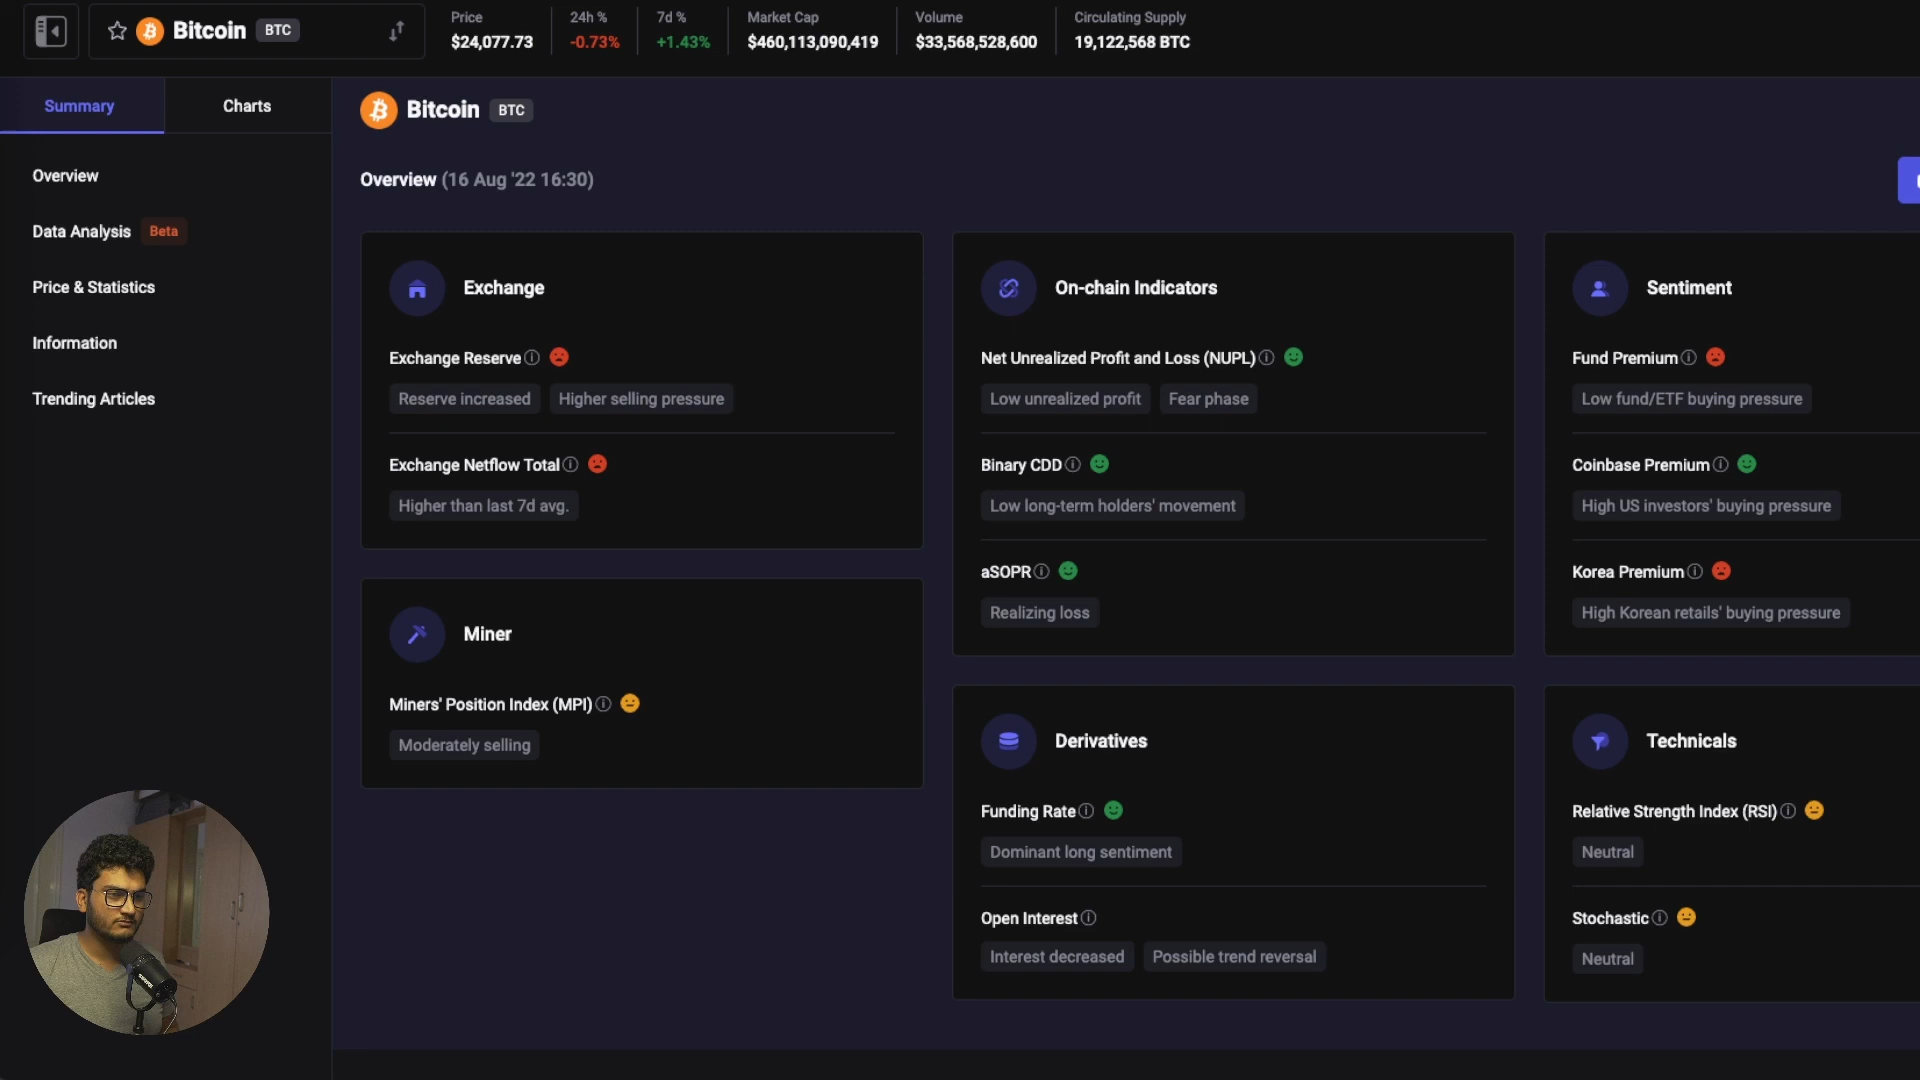 Bitcoin BTC
Price
$24,077.73
24h %
-0.73%
7d %
+1.43%
Market Cap
$460,113,090,419
Volume
$33,568,528,600
Circulating Supply
19,122,568 BTC
Summary
Charts
Overview
Data Analysis Beta
Price & Statistics
Information
Trending Articles
Bitcoin BTC
Overview (16 Aug '22 16:30)
Exchange
Exchange Reserve
Reserve increased Higher selling pressure
Exchange Netflow Total
Higher than last 7d avg.
Miner
Miners' Position Index (MPI)
Moderately selling
On-chain Indicators
Net Unrealized Profit and Loss (NUPL)
Low unrealized profit Fear phase
Binary CDD
Low long-term holders' movement
aSOPR
Realizing loss
Derivatives
Funding Rate
Dominant long sentiment
Open Interest
Interest decreased Possible trend reversal
Sentiment
Fund Premium
Low fund/ETF buying pressure
Coinbase Premium
High US investors' buying pressure
Korea Premium
High Korean retails' buying pressure
Technicals
Relative Strength Index (RSI)
Neutral
Stochastic
Neutral